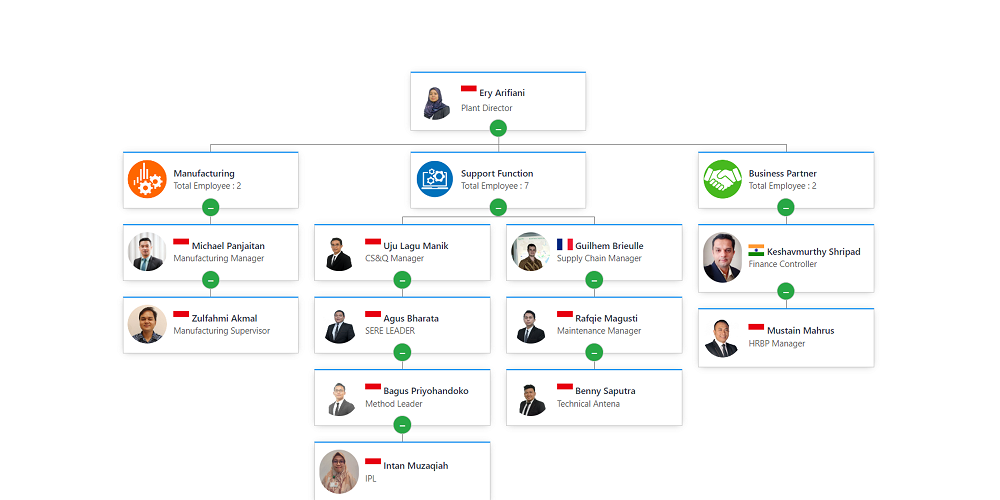 Ery Arifiani
Plant Director
Manufacturing
Total Employee : 2
Support Function
Total Employee : 7
Business Partner
Total Employee : 2
Michael Panjaitan
Manufacturing Manager
Uju Lagu Manik
CS&Q Manager
Guilhem Brieulle
Supply Chain Manager
Keshavmurthy Shripad
Finance Controller
Zulfahmi Akmal
Manufacturing Supervisor
Agus Bharata
SERE LEADER
Rafqie Magusti
Maintenance Manager
Mustain Mahrus
HRBP Manager
Bagus Priyohandoko
Method Leader
Benny Saputra
Technical Antena
Intan Muzaqiah
IPL